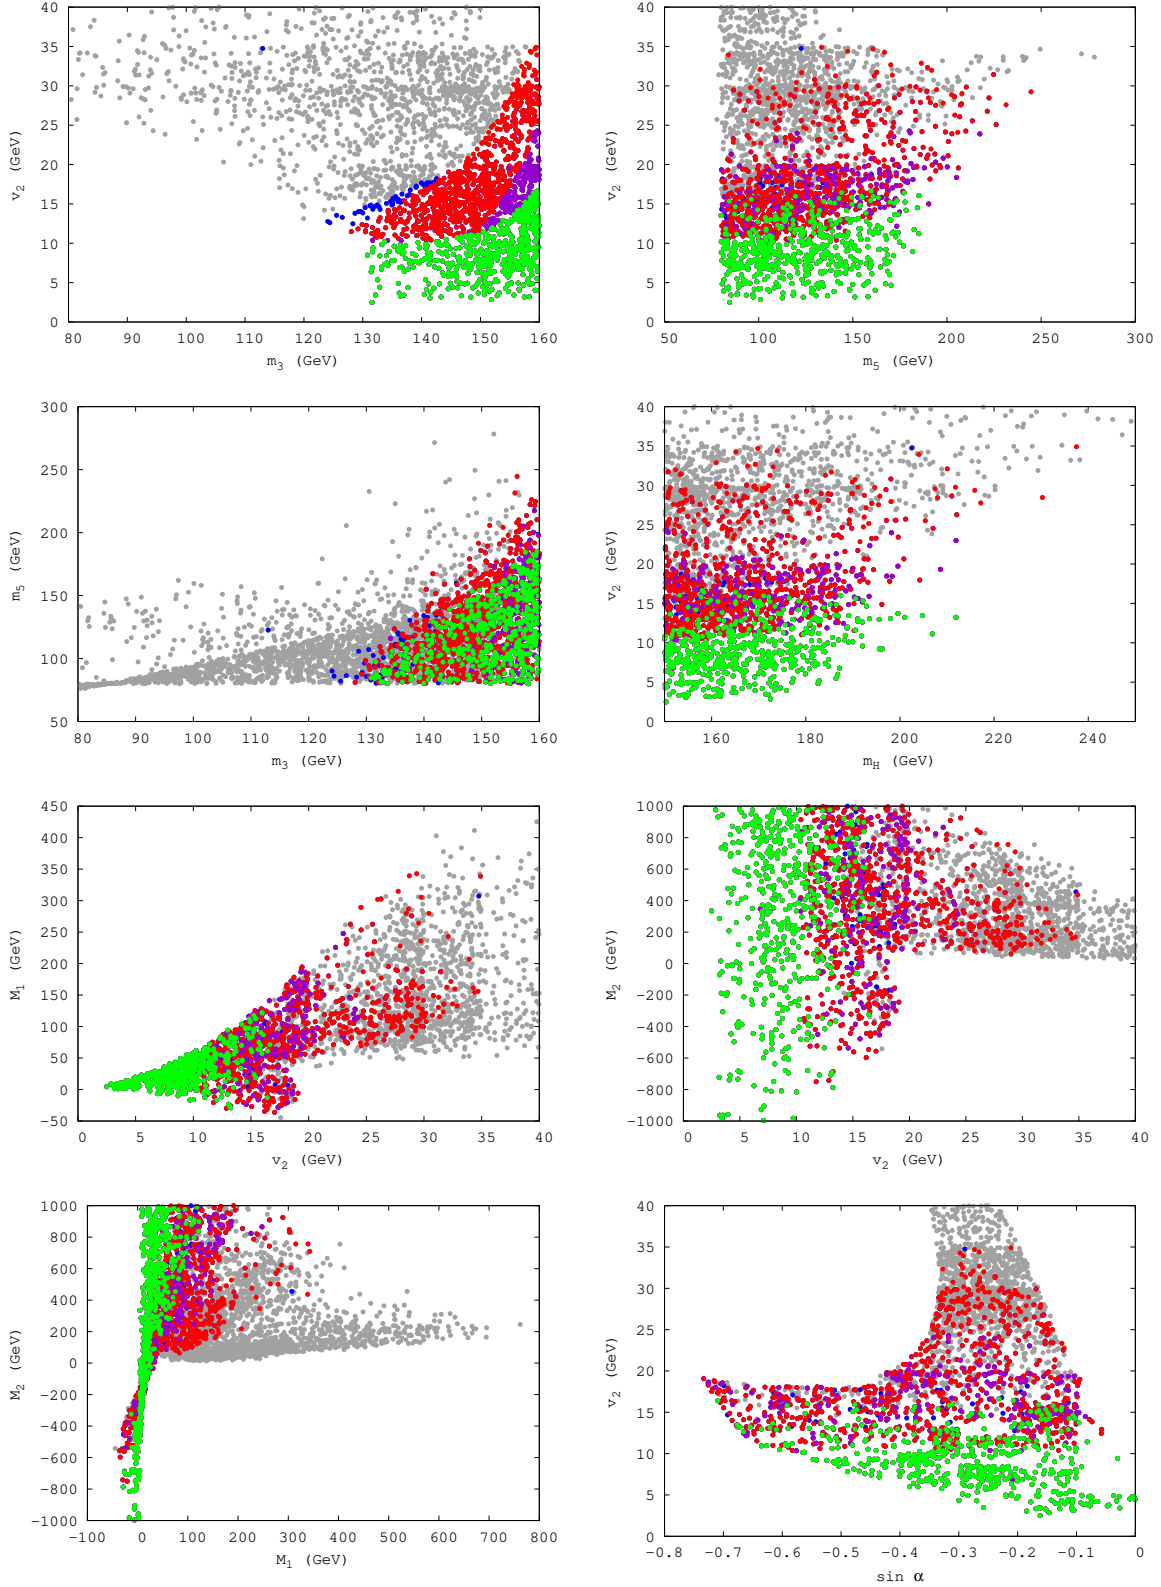 40 35 30 25 20 15 10 5 0
v2 (GeV)
80 90 100 110 120 130 140 150 160
m3 (GeV)
40 35 30 25 20 15 10 5 0
v2 (GeV)
50 100 150 200 250 300
m5 (GeV)
300 250 200 150 100 50
m5 (GeV)
80 90 100 110 120 130 140 150 160
m3 (GeV)
40 35 30 25 20 15 10 5 0
v2 (GeV)
160 180 200 220 240
mH (GeV)
450 400 350 300 250 200 150 100 50 0 −50
M1 (GeV)
0 5 10 15 20 25 30 35 40
v2 (GeV)
1000 800 600 400 200 0 −200 −400 −600 −800 −1000
M2 (GeV)
0 5 10 15 20 25 30 35 40
v2 (GeV)
1000 800 600 400 200 0 −200 −400 −600 −800 −1000
M2 (GeV)
−100 0 100 200 300 400 500 600 700 800
M1 (GeV)
40 35 30 25 20 15 10 5 0
v2 (GeV)
−0.8 −0.7 −0.6 −0.5 −0.4 −0.3 −0.2 −0.1 0
sin α